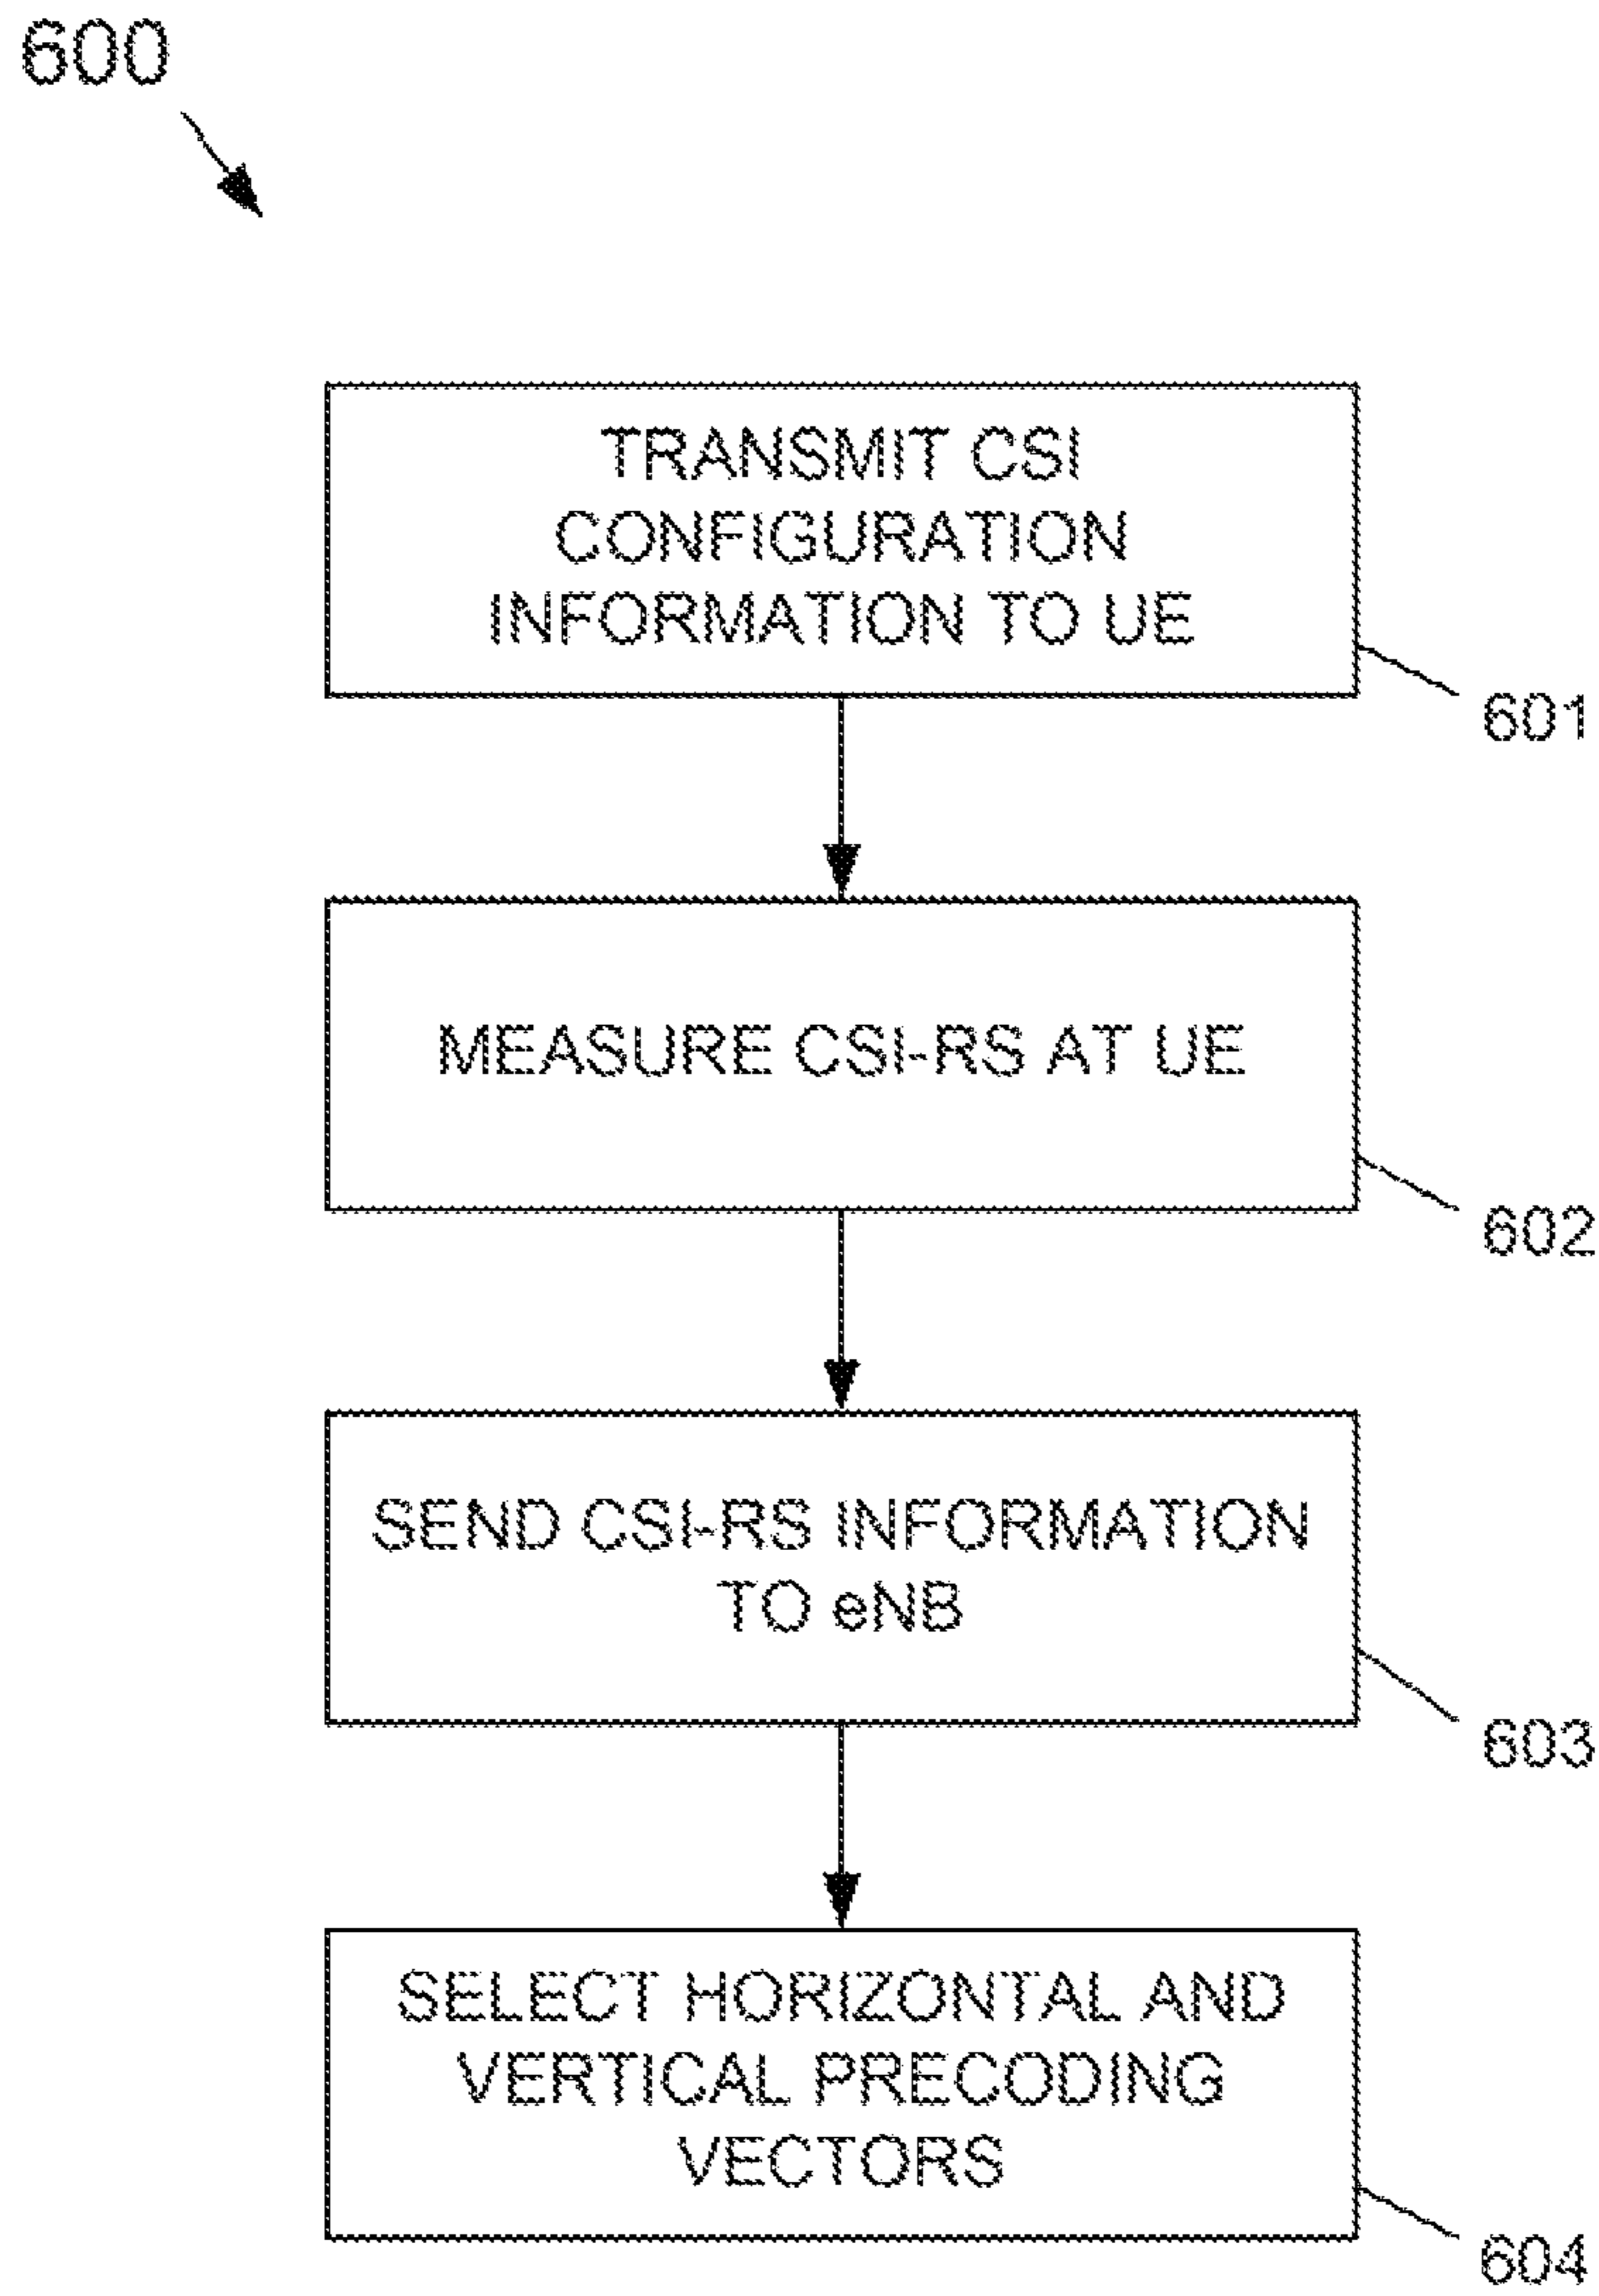 600
TRANSMIT CSI
CONFIGURATION
INFORMATION TO UE
601
MEASURE CSI-RS AT UE
602
SEND CSI-RS INFORMATION
TO eNB
603
SELECT HORIZONTAL AND
VERTICAL PRECODING
VECTORS
604